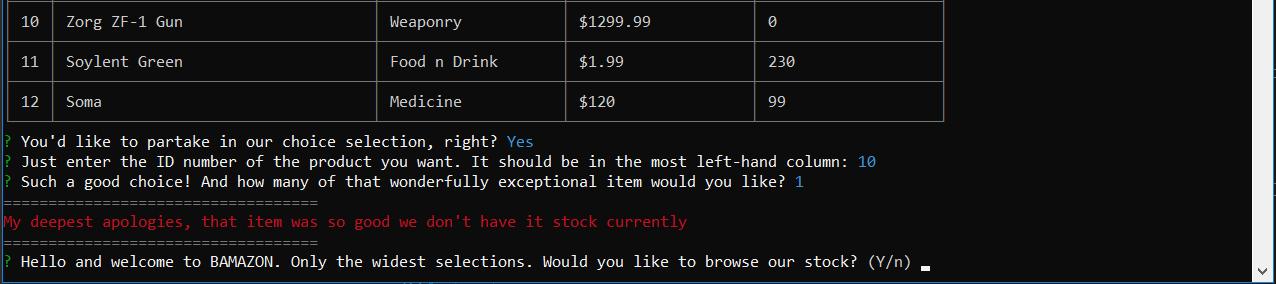 10 Zorg ZF-1 Gun Weaponry $1299.99 0
11 Soylent Green Food n Drink $1.99 230
12 Soma Medicine $120 99
? You'd like to partake in our choice selection, right? Yes
? Just enter the ID number of the product you want. It should be in the most left-hand column: 10
? Such a good choice! And how many of that wonderfully exceptional item would you like? 1
===================================
My deepest apologies, that item was so good we don't have it stock currently
===================================
? Hello and welcome to BAMAZON. Only the widest selections. Would you like to browse our stock? (Y/n)